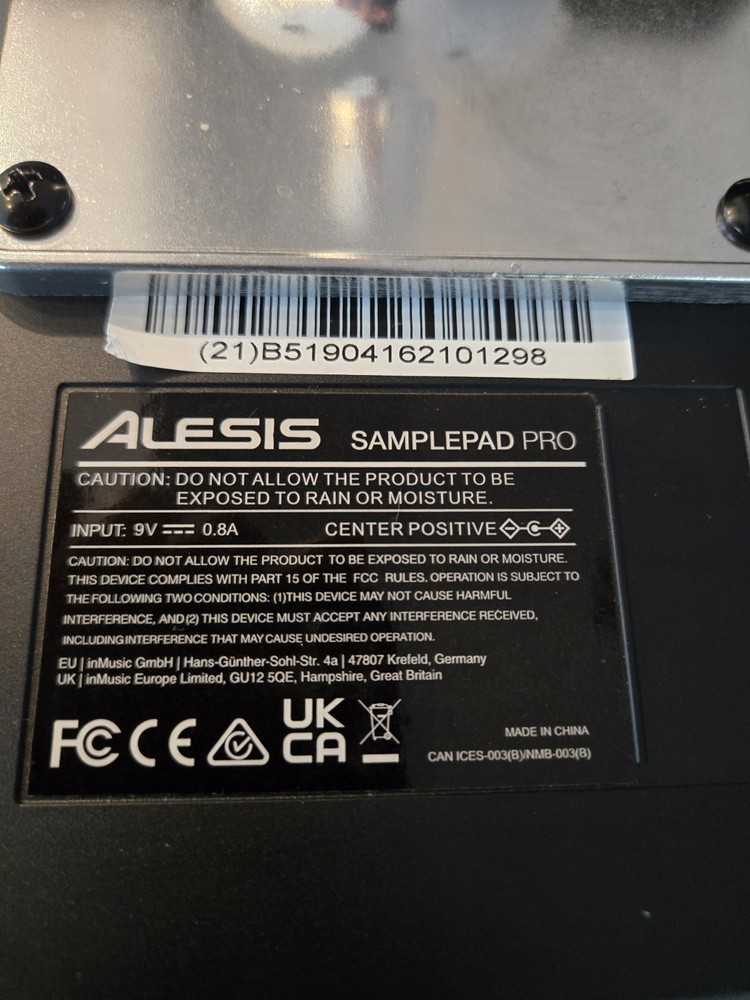 (21)B51904162101298
ALESIS SAMPLEPAD PRO
CAUTION: DO NOT ALLOW THE PRODUCT TO BE
EXPOSED TO RAIN OR MOISTURE.
INPUT: 9V 0.8A CENTER POSITIVE
CAUTION: DO NOT ALLOW THE PRODUCT TO BE EXPOSED TO RAIN OR MOISTURE.
THIS DEVICE COMPLIES WITH PART 15 OF THE FCC RULES. OPERATION IS SUBJECT TO
THE FOLLOWING TWO CONDITIONS: (1)THIS DEVICE MAY NOT CAUSE HARMFUL
INTERFERENCE, AND (2) THIS DEVICE MUST ACCEPT ANY INTERFERENCE RECEIVED,
INCLUDING INTERFERENCE THAT MAY CAUSE UNDESIRED OPERATION.
EU | inMusic GmbH | Hans-Günther-Sohl-Str. 4a | 47807 Krefeld, Germany
UK | inMusic Europe Limited, GU12 5QE, Hampshire, Great Britain
FC CE UK
CA
MADE IN CHINA
CAN ICES-003(B)/NMB-003(B)